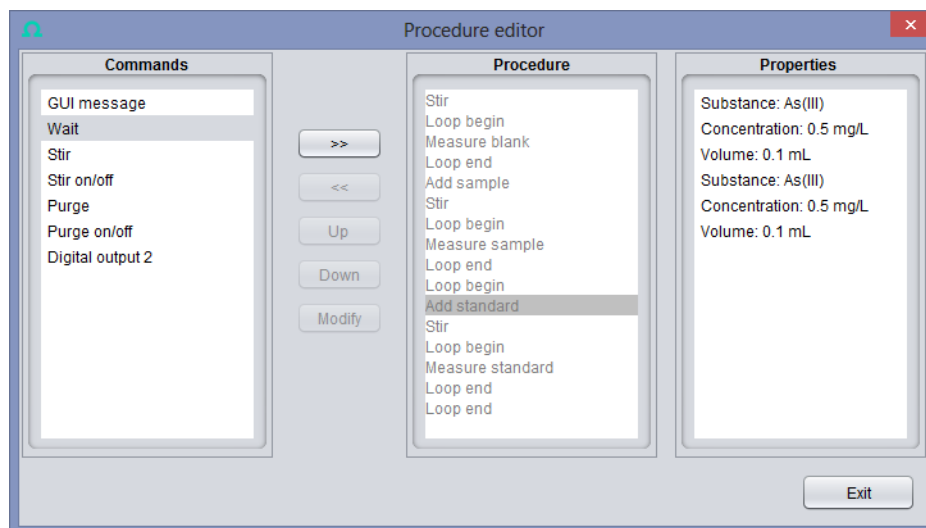 Ω
Procedure editor
×
Commands
GUI message
Wait
Stir
Stir on/off
Purge
Purge on/off
Digital output 2
>>
<<
Up
Down
Modify
Procedure
Stir
Loop begin
Measure blank
Loop end
Add sample
Stir
Loop begin
Measure sample
Loop end
Loop begin
Add standard
Stir
Loop begin
Measure standard
Loop end
Loop end
Properties
Substance: As(III)
Concentration: 0.5 mg/L
Volume: 0.1 mL
Substance: As(III)
Concentration: 0.5 mg/L
Volume: 0.1 mL
Exit